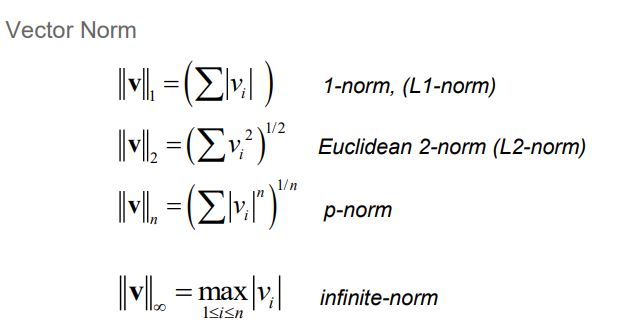 Vector Norm
‖v‖₁ = (∑|vᵢ| ) 1-norm, (L1-norm)
‖v‖₂ = (∑vᵢ²)^1/2 Euclidean 2-norm (L2-norm)
‖v‖ₙ = (∑|vᵢ|ⁿ)^1/n p-norm
‖v‖∞ = max|vᵢ| infinite-norm
1≤i≤n